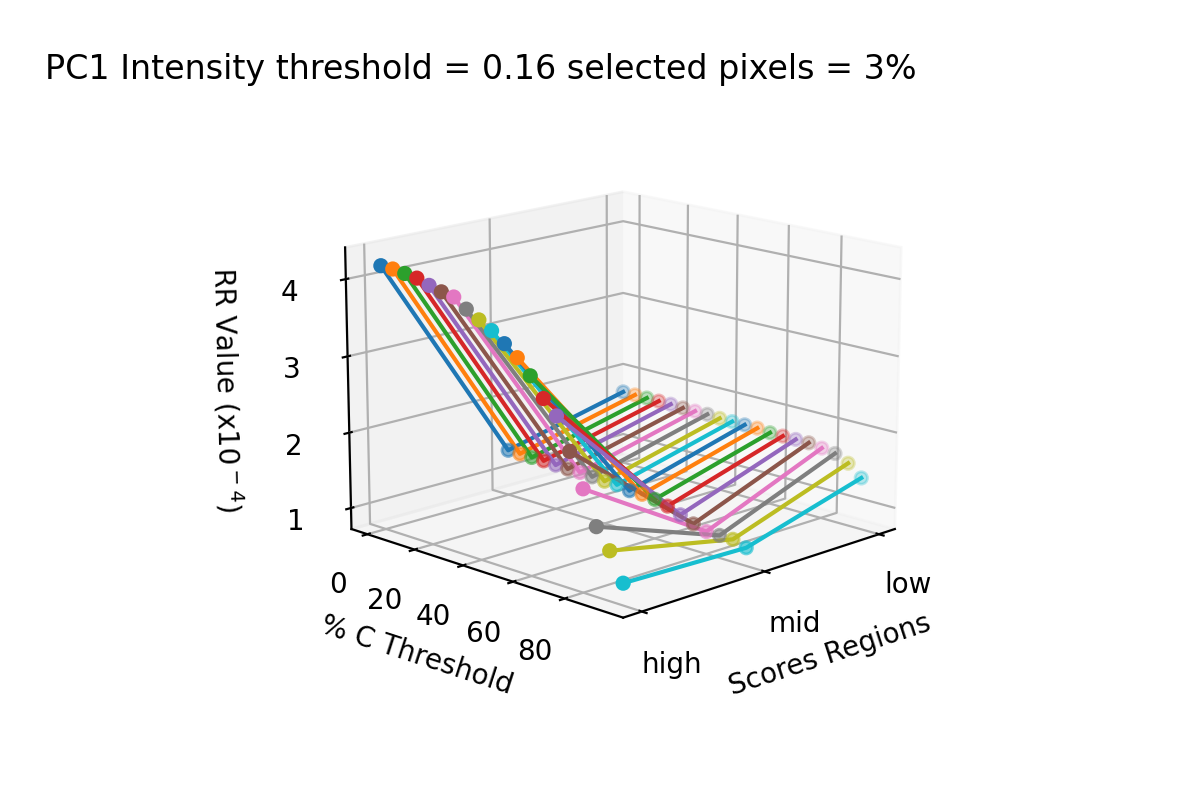 PC1 Intensity threshold = 0.16 selected pixels = 3%
RR Value (x10⁻⁴)
4
3
2
1
0
20
40
60
80
% C Threshold
high
mid
low
Scores Regions